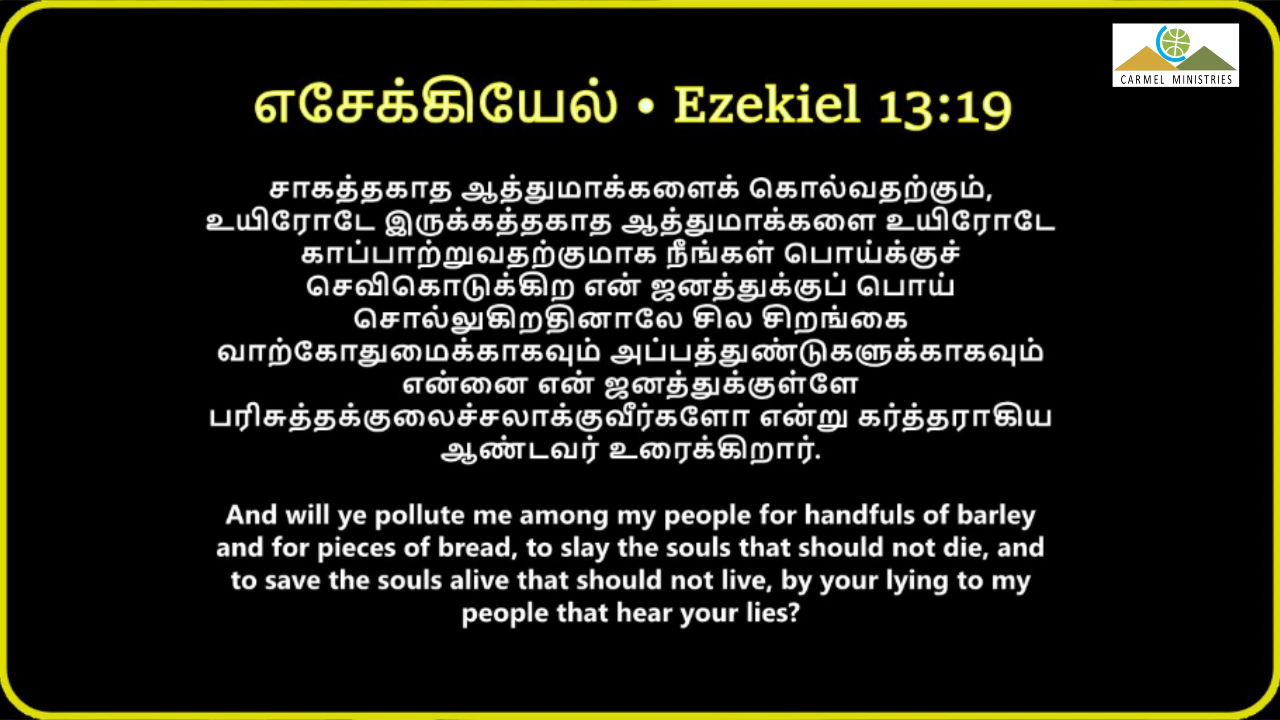 CARMEL MINISTRIES
எசேக்கியேல் • Ezekiel 13:19
சாகத்தகாத ஆத்துமாக்களைக் கொல்வதற்கும்,
உயிரோடே இருக்கத்தகாத ஆத்துமாக்களை உயிரோடே
காப்பாற்றுவதற்குமாக நீங்கள் பொய்க்குச்
செவிகொடுக்கிற என் ஜனத்துக்குப் பொய்
சொல்லுகிறதினாலே சில சிறங்கை
வாற்கோதுமைக்காகவும் அப்பத்துண்டுகளுக்காகவும்
என்னை என் ஜனத்துக்குள்ளே
பரிசுத்தக்குலைச்சலாக்குவீர்களோ என்று கர்த்தராகிய
ஆண்டவர் உரைக்கிறார்.
And will ye pollute me among my people for handfuls of barley
and for pieces of bread, to slay the souls that should not die, and
to save the souls alive that should not live, by your lying to my
people that hear your lies?